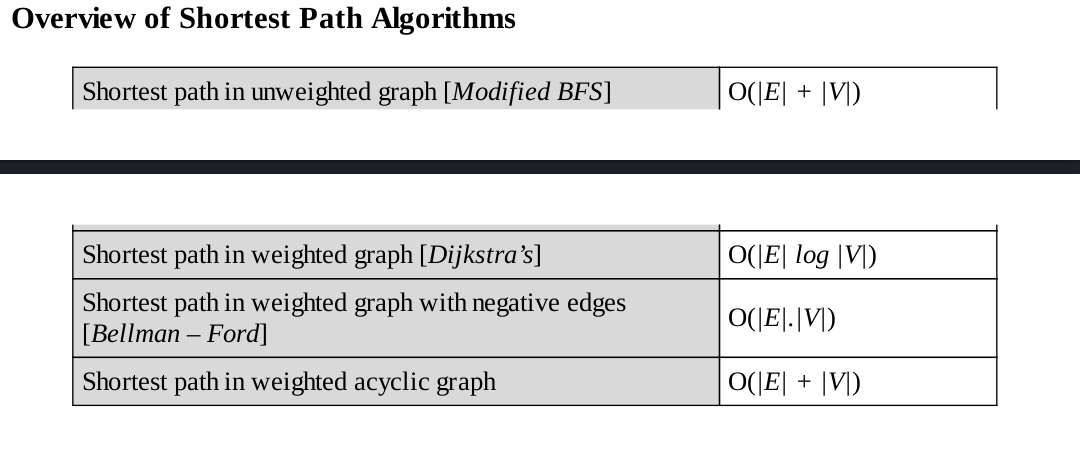 Overview of Shortest Path Algorithms
Shortest path in unweighted graph [Modified BFS]
O(|E| + |V|)
Shortest path in weighted graph [Dijkstra’s]
O(|E| log |V|)
Shortest path in weighted graph with negative edges
[Bellman – Ford]
O(|E|.|V|)
Shortest path in weighted acyclic graph
O(|E| + |V|)